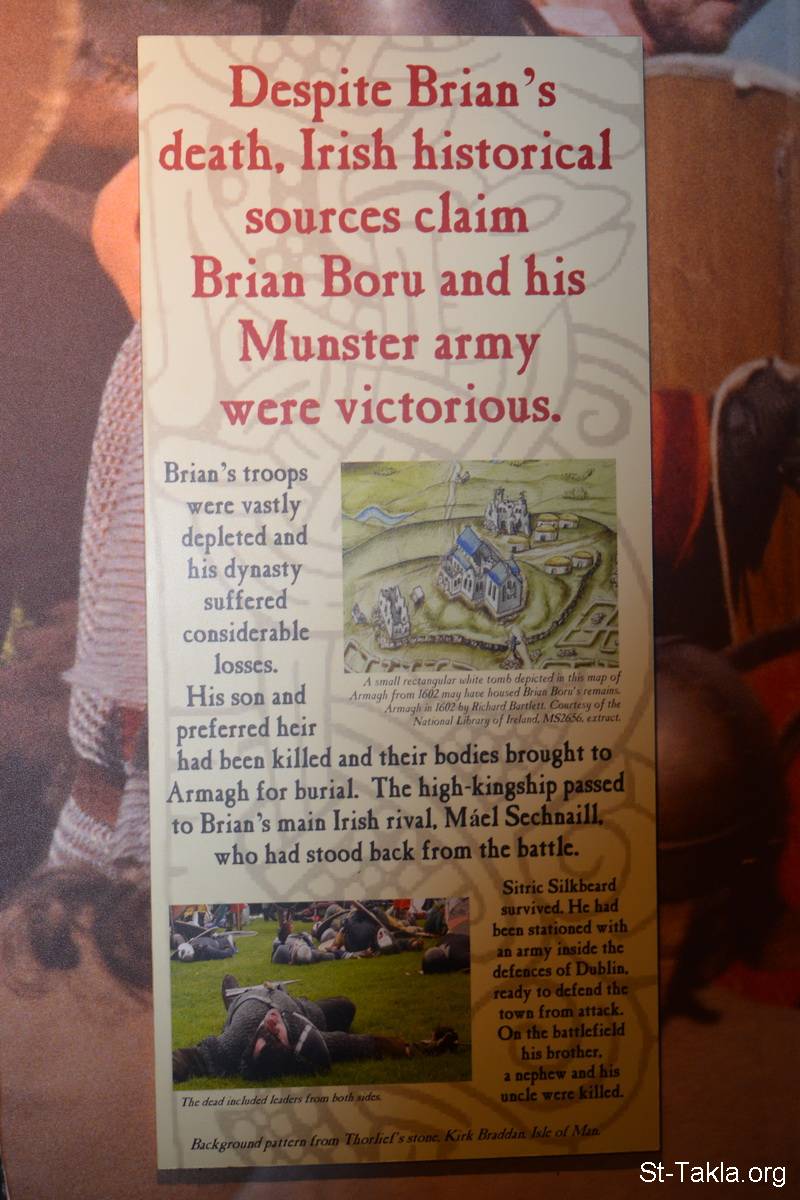 Despite Brian's
death, Irish historical
sources claim
Brian Boru and his
Munster army
were victorious.
Brian's troops
were vastly
depleted and
his dynasty
suffered
considerable
losses.
His son and
preferred heir
had been killed and their bodies brought to
Armagh for burial. The high-kingship passed
to Brian's main Irish rival, Máel Sechnaill,
who had stood back from the battle.
A small rectangular white tomb depicted in this map of
Armagh from 1602 may have housed Brian Boru's remains.
Armagh in 1602 by Richard Bartlett. Courtesy of the
National Library of Ireland, MS2656, extract.
Sitric Silkbeard
survived. He had
been stationed with
an army inside the
defences of Dublin,
ready to defend the
town from attack.
On the battlefield
his brother,
a nephew and his
uncle were killed.
The dead included leaders from both sides.
Background pattern from Thorlief's stone, Kirk Braddan, Isle of Man.
St-Takla.org